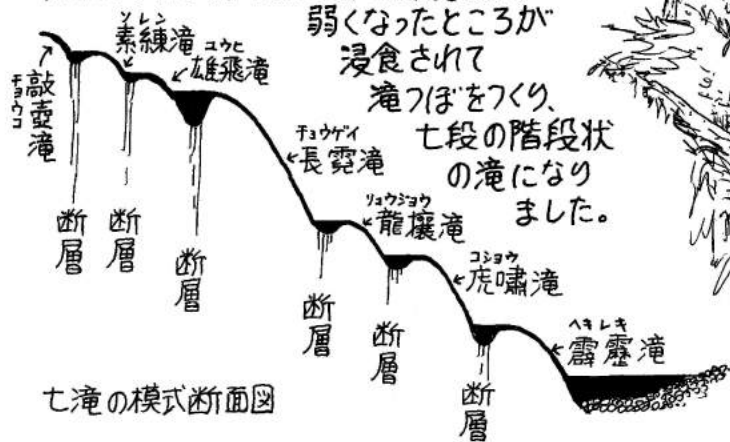 弱くなったところが
浸食されて
滝つぼをつくり、
七段の階段状
の滝になり
ました。
チョウコ
敲壺滝
ソレン
素練滝
ユウヒ
雄飛滝
チョウゲイ
長霓滝
リョウジョウ
龍攘滝
コショウ
虎嘯滝
ヘキレキ
霹靂滝
断層
断層
断層
断層
断層
断層
七滝の模式断面図